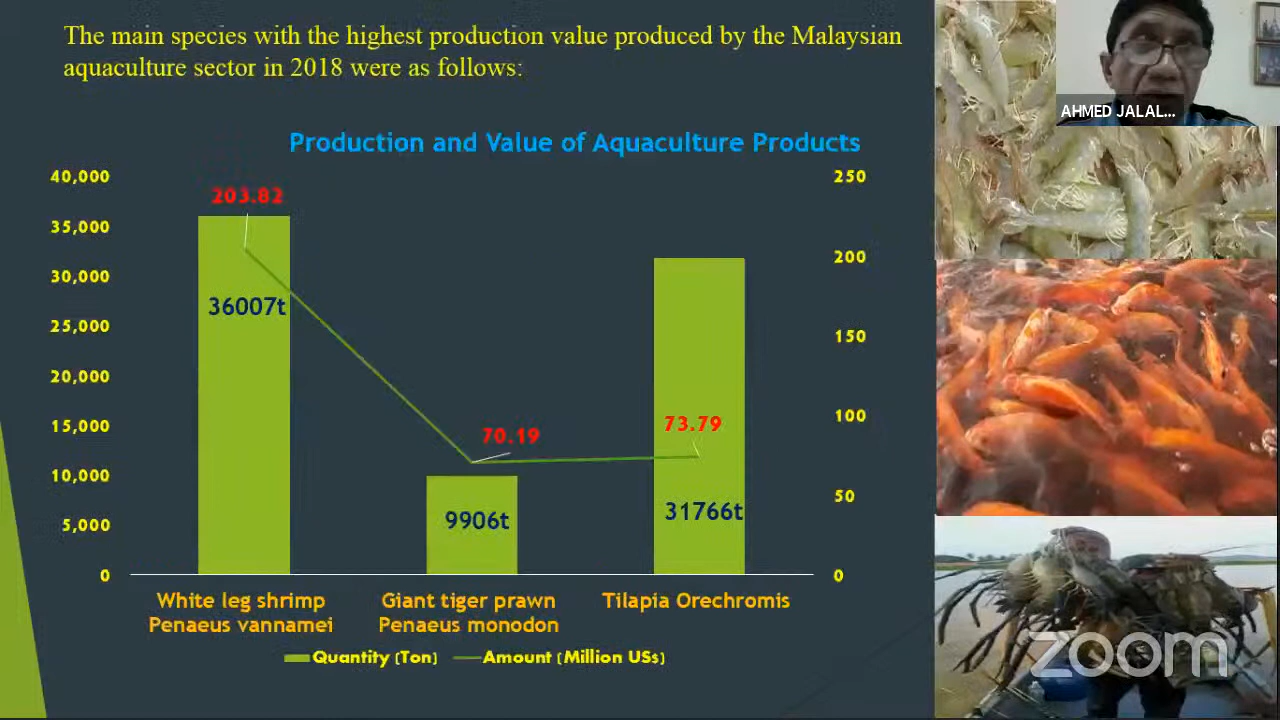 The main species with the highest production value produced by the Malaysian
aquaculture sector in 2018 were as follows:
AHMED JALAL...
Production and Value of Aquaculture Products
40,000
35,000
30,000
25,000
20,000
15,000
10,000
5,000
0
203.82
36007t
70.19
9906t
73.79
31766t
250
200
150
100
50
0
White leg shrimp
Penaeus vannamei
Giant tiger prawn
Penaeus monodon
Tilapia Orechromis
Quantity (Ton)
Amount (Million US$)
zoom